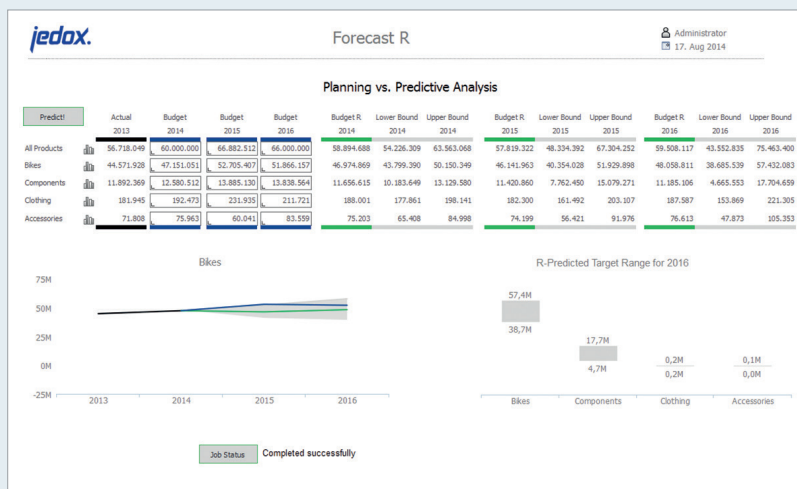 jedox.
Forecast R
Administrator
17. Aug 2014
Planning vs. Predictive Analysis
Predict! Actual Budget Budget Budget Budget R Lower Bound Upper Bound Budget R Lower Bound Upper Bound Budget R Lower Bound Upper Bound
2013 2014 2015 2016 2014 2014 2014 2015 2015 2015 2016 2016 2016
All Products 56.718.049 60.000.000 66.882.512 66.000.000 58.894.688 54.226.309 63.563.068 57.819.322 48.334.392 67.304.252 59.508.117 43.552.835 75.463.400
Bikes 44.571.928 47.151.051 52.705.407 51.866.157 46.974.869 43.799.390 50.150.349 46.141.963 40.354.028 51.929.898 48.058.811 38.685.539 57.432.083
Components 11.892.369 12.580.512 13.885.130 13.838.564 11.656.615 10.183.649 13.129.580 11.420.860 7.762.450 15.079.271 11.185.106 4.665.553 17.704.659
Clothing 181.945 192.473 231.935 211.721 188.001 177.861 198.141 182.300 161.492 203.107 187.587 153.869 221.305
Accessories 71.808 75.963 60.041 83.559 75.203 65.408 84.998 74.199 56.421 91.976 76.613 47.873 105.353
Bikes
75M
50M
25M
0M
-25M
2013 2014 2015 2016
R-Predicted Target Range for 2016
57,4M
38,7M
17,7M
4,7M
0,2M 0,1M
0,2M 0,0M
Bikes Components Clothing Accessories
Job Status Completed successfully